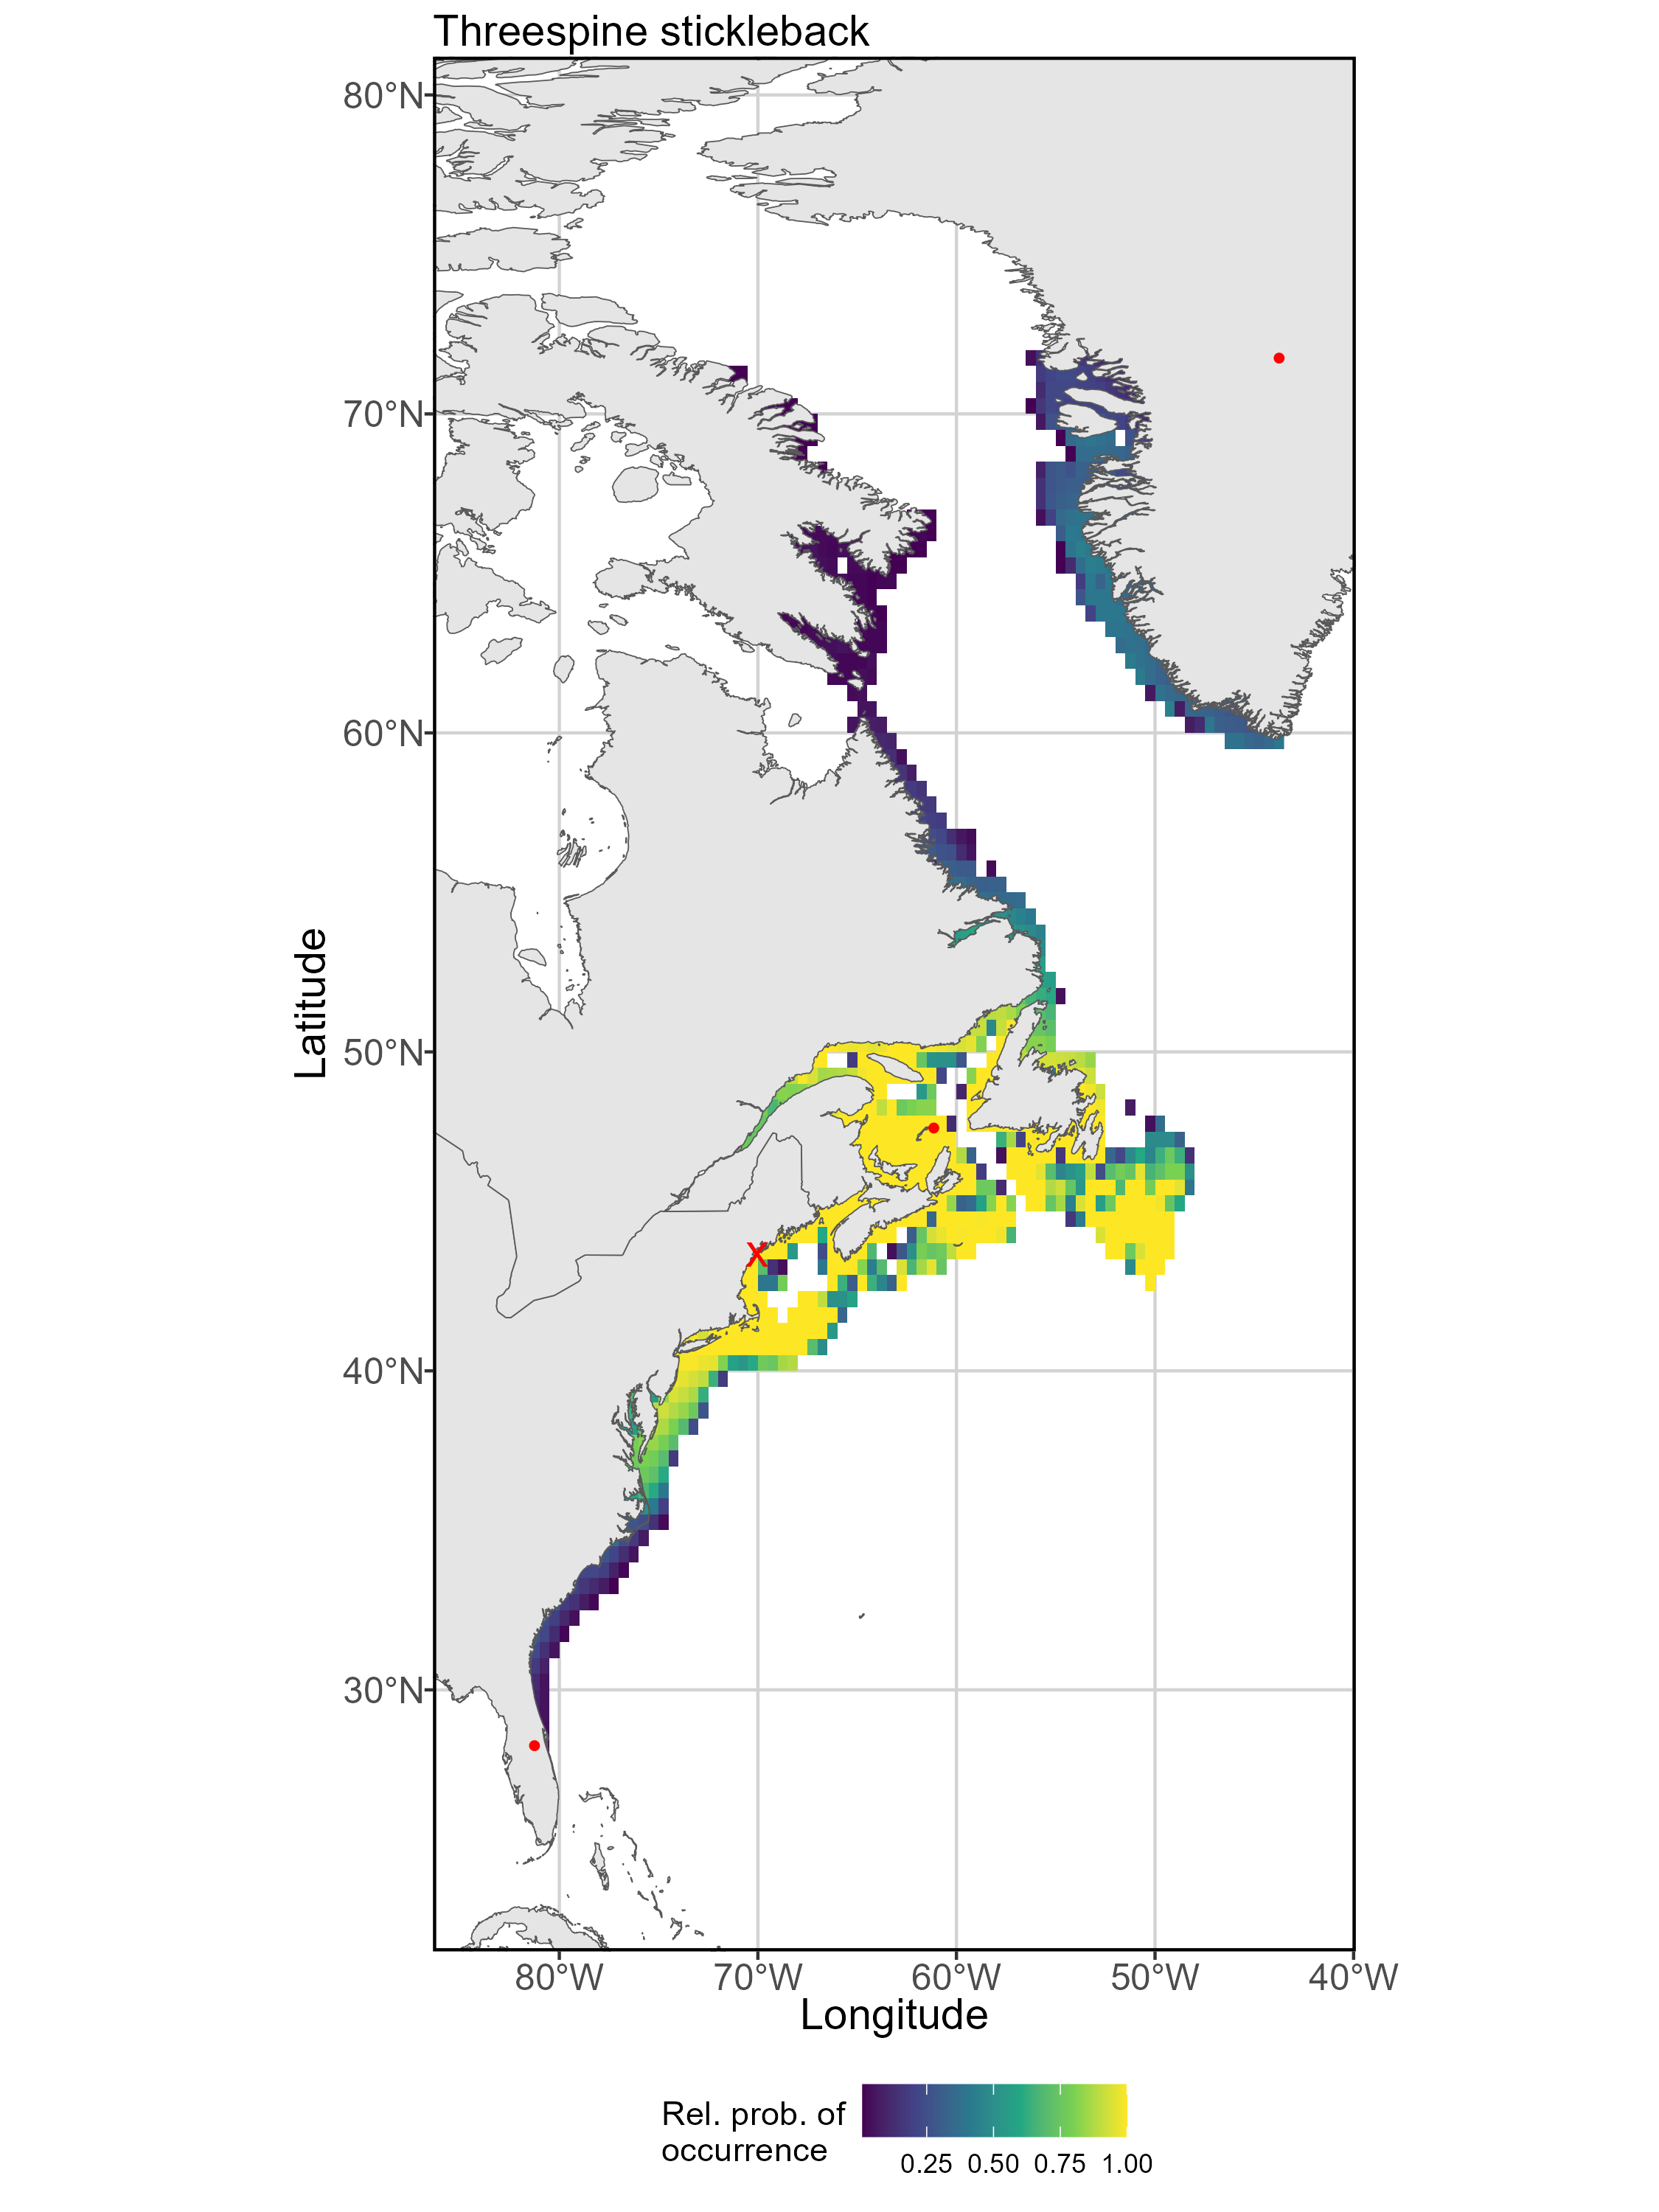 Threespine stickleback
80°N
70°N
60°N
50°N
40°N
30°N
Latitude
X
80°W 70°W 60°W 50°W 40°W
Longitude
Rel. prob. of
occurrence
0.25 0.50 0.75 1.00